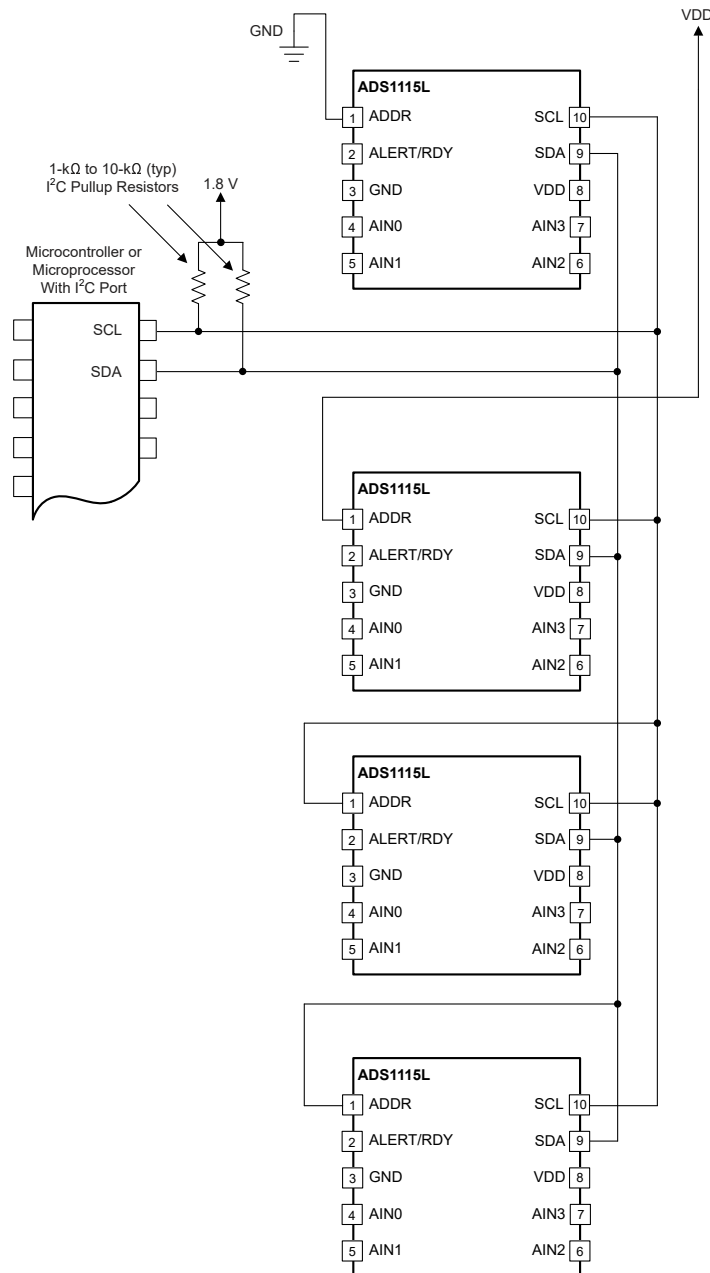 VDD
GND
ADS1115L
1 ADDR SCL 10
2 ALERT/RDY SDA 9
3 GND VDD 8
4 AIN0 AIN3 7
5 AIN1 AIN2 6
1-kΩ to 10-kΩ (typ)
I²C Pullup Resistors
1.8 V
Microcontroller or
Microprocessor
With I²C Port
SCL
SDA
ADS1115L
1 ADDR SCL 10
2 ALERT/RDY SDA 9
3 GND VDD 8
4 AIN0 AIN3 7
5 AIN1 AIN2 6
ADS1115L
1 ADDR SCL 10
2 ALERT/RDY SDA 9
3 GND VDD 8
4 AIN0 AIN3 7
5 AIN1 AIN2 6
ADS1115L
1 ADDR SCL 10
2 ALERT/RDY SDA 9
3 GND VDD 8
4 AIN0 AIN3 7
5 AIN1 AIN2 6